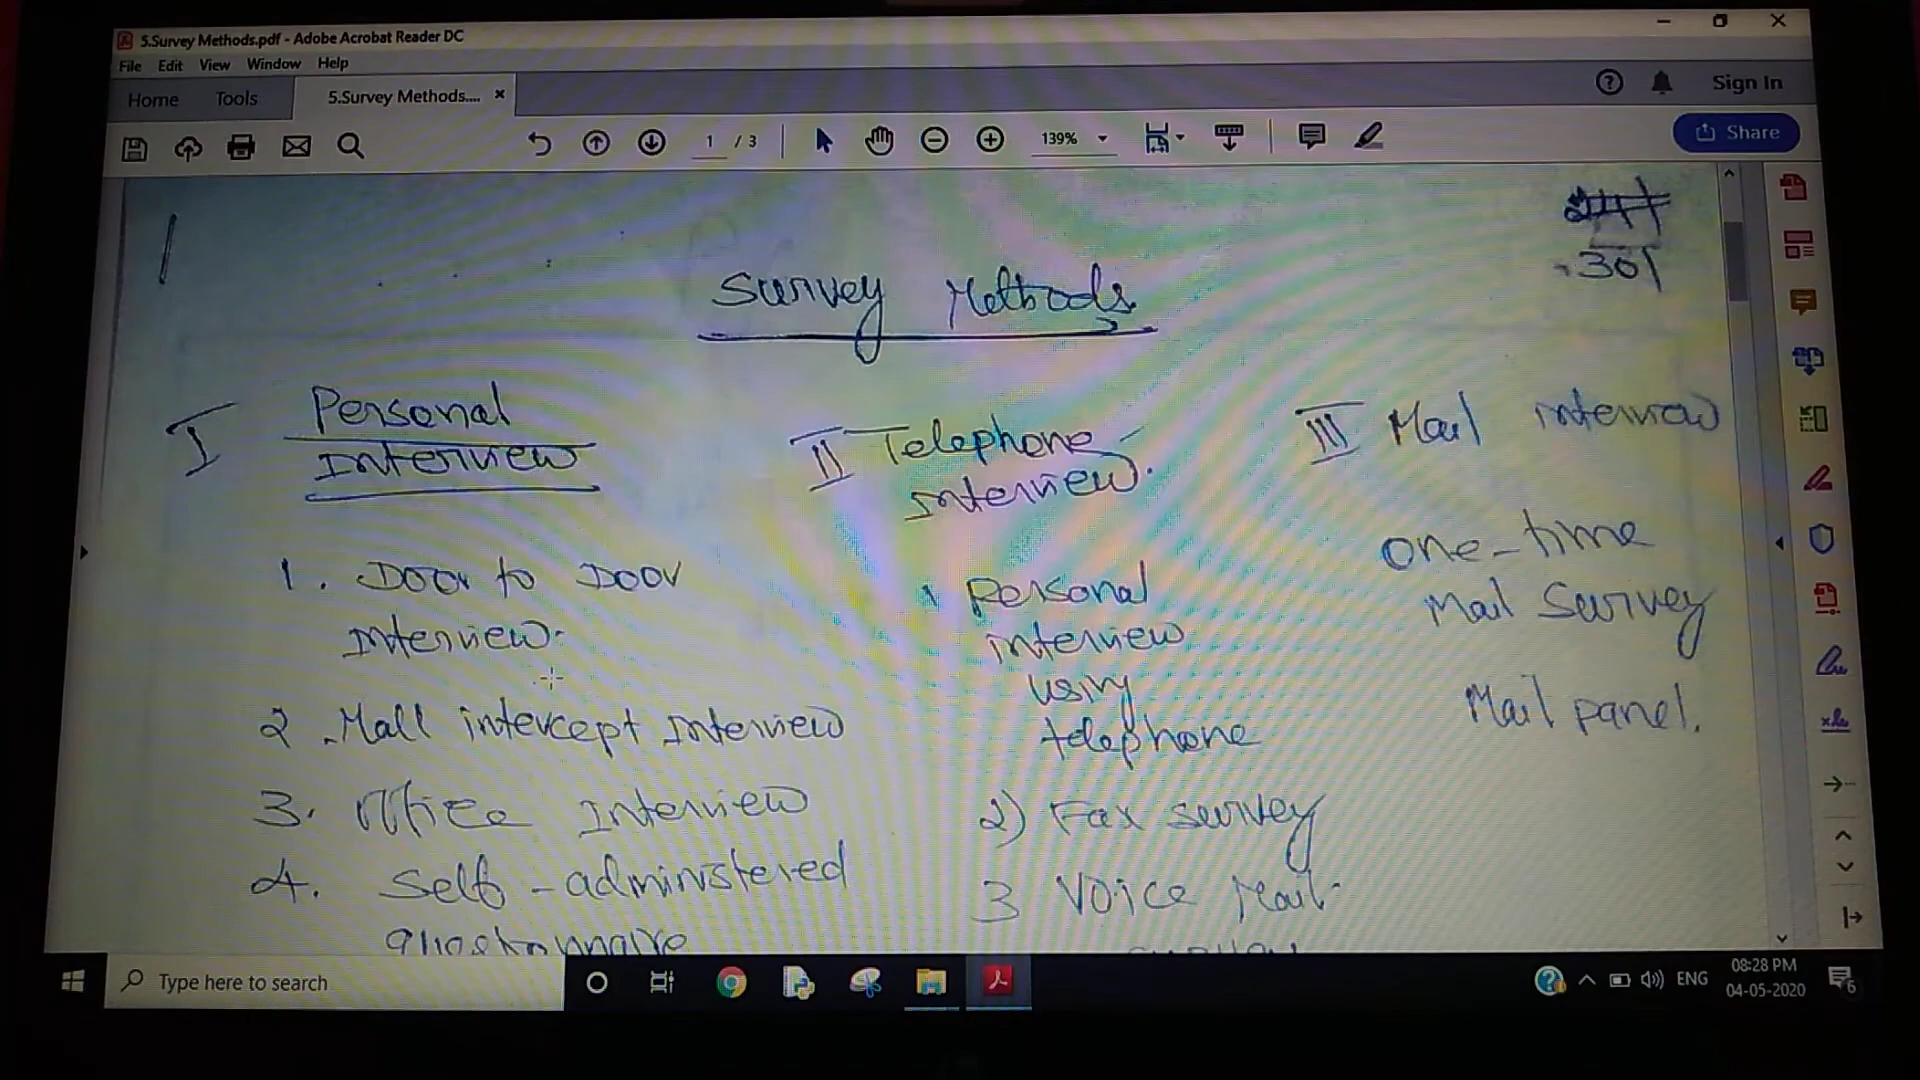 5.Survey Methods.pdf - Adobe Acrobat Reader DC
File Edit View Window Help
Home Tools 5.Survey Methods.... ×
Sign In
1 / 3 139% Share
1
301
Survey Methods
I Personal
Interview
II Telephone
Interview.
III Mail interview
1. Door to Door
Interview.
2. Mall intercept Interview
3. Office Interview
4. Self-administered
questionnaire
1 Personal
interview
using
telephone
2) Fax survey
3 Voice Mail
one-time
Mail Survey
Mail panel.
Type here to search
ENG
08:28 PM
04-05-2020
6